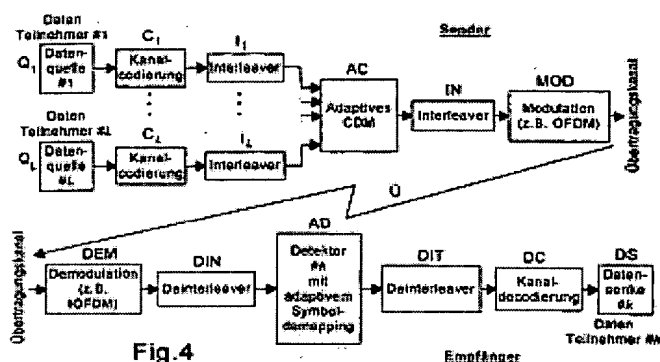 Daten
Teilnehmer #1
Q1
Daten-
quelle
#1
C1
Kanal-
codierung
I1
Interleaver
Sender
AC
Adaptives
CDM
IN
Interleaver
MOD
Modulation
(z.B. OFDM)
Übertragungskanal
Daten
Teilnehmer #L
QL
Daten-
quelle
#L
CL
Kanal-
codierung
IL
Interleaver
Ü
Übertragungskanal
DEM
Demodulation
(z.B.
OFDM)
DIN
Deinterleaver
AD
Detektor
#k
mit
adaptivem
Symbol-
demapping
DIT
Deinterleaver
DC
Kanal-
decodierung
DS
Daten-
senke
#k
Daten
Teilnehmer #k
Fig.4
Empfänger